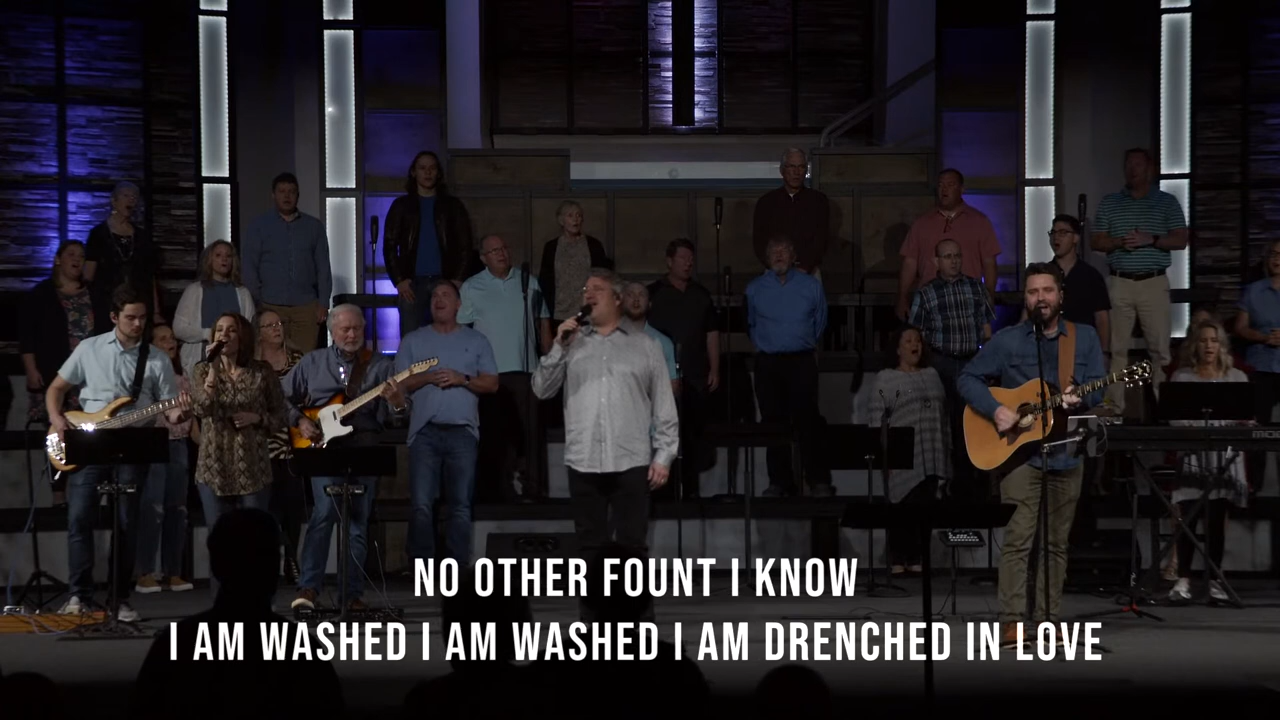 NO OTHER FOUNT I KNOW
I AM WASHED I AM WASHED I AM DRENCHED IN LOVE